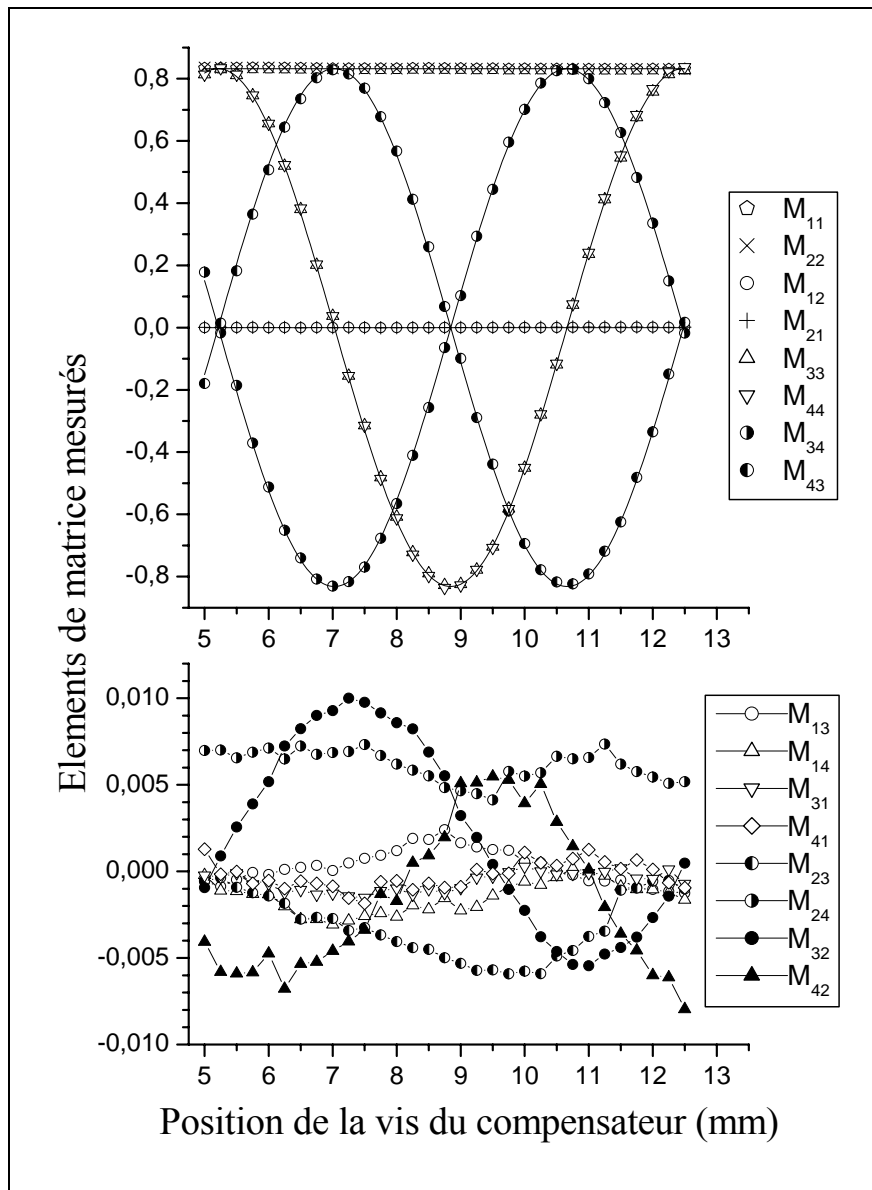 Elements de matrice mesurés
0,8
0,6
0,4
0,2
0,0
-0,2
-0,4
-0,6
-0,8
5 6 7 8 9 10 11 12 13
M11
M22
M12
M21
M33
M44
M34
M43
0,010
0,005
0,000
-0,005
-0,010
5 6 7 8 9 10 11 12 13
M13
M14
M31
M41
M23
M24
M32
M42
Position de la vis du compensateur (mm)